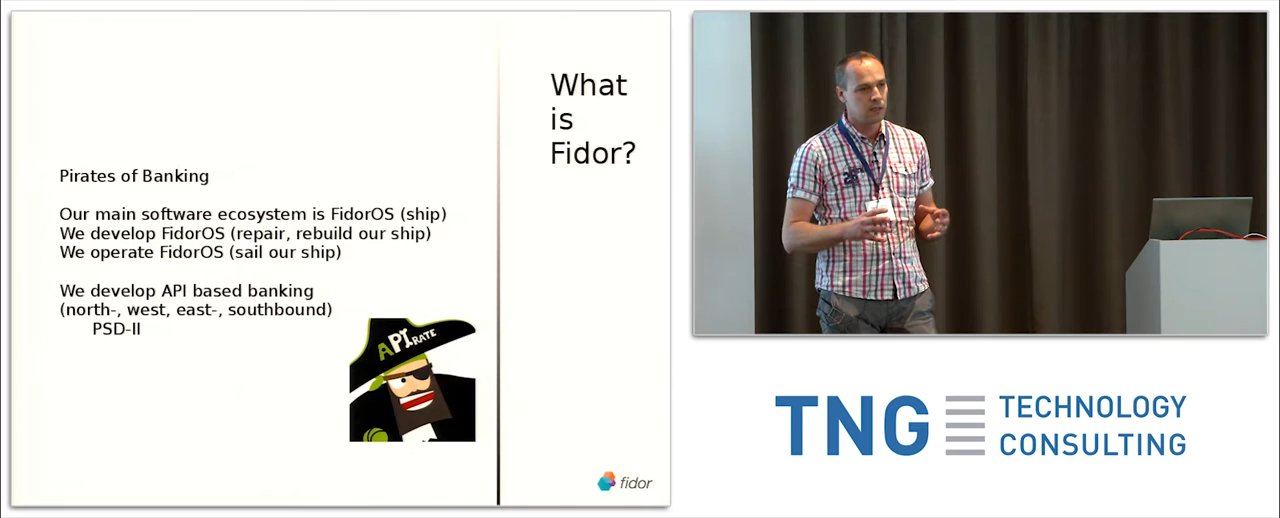 What
is
Fidor?
Pirates of Banking
Our main software ecosystem is FidorOS (ship)
We develop FidorOS (repair, rebuild our ship)
We operate FidorOS (sail our ship)
We develop API based banking
(north-, west, east-, southbound)
PSD-II
APIRATE
fidor
TNG TECHNOLOGY
CONSULTING